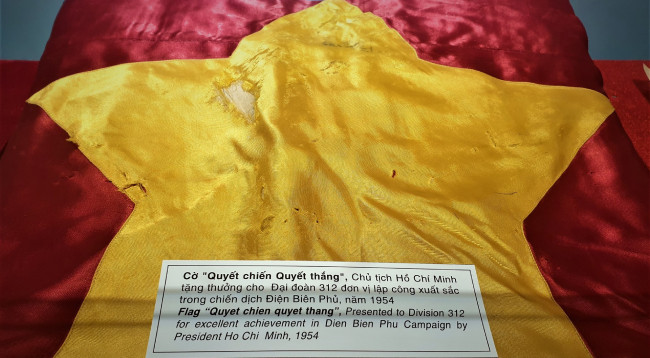 Cờ "Quyết chiến Quyết thắng", Chủ tịch Hồ Chí Minh
tặng thưởng cho Đại đoàn 312 đơn vị lập công xuất sắc
trong chiến dịch Điện Biên Phủ, năm 1954
Flag "Quyet chien quyet thang", Presented to Division 312
for excellent achievement in Dien Bien Phu Campaign by
President Ho Chi Minh, 1954